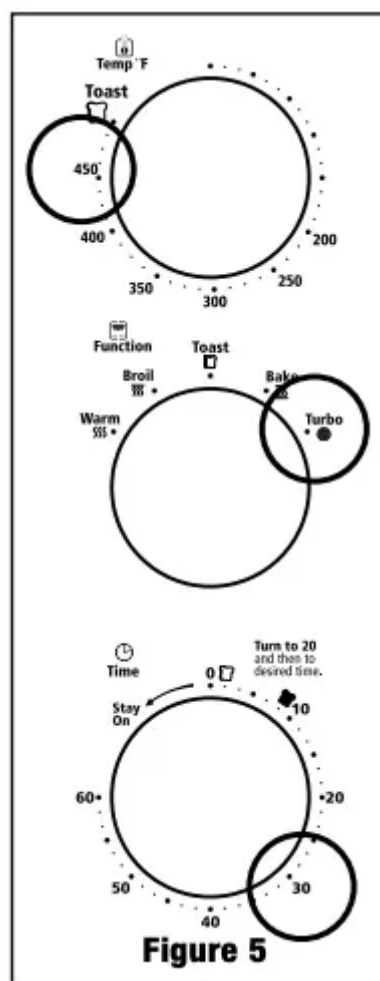 Temp °F
Toast
450
400
350
300
250
200
Function
Toast
Broil
Bake
Warm
Turbo
Time
0
Turn to 20
and then to
desired time.
Stay
On
10
60
20
50
30
40
Figure 5